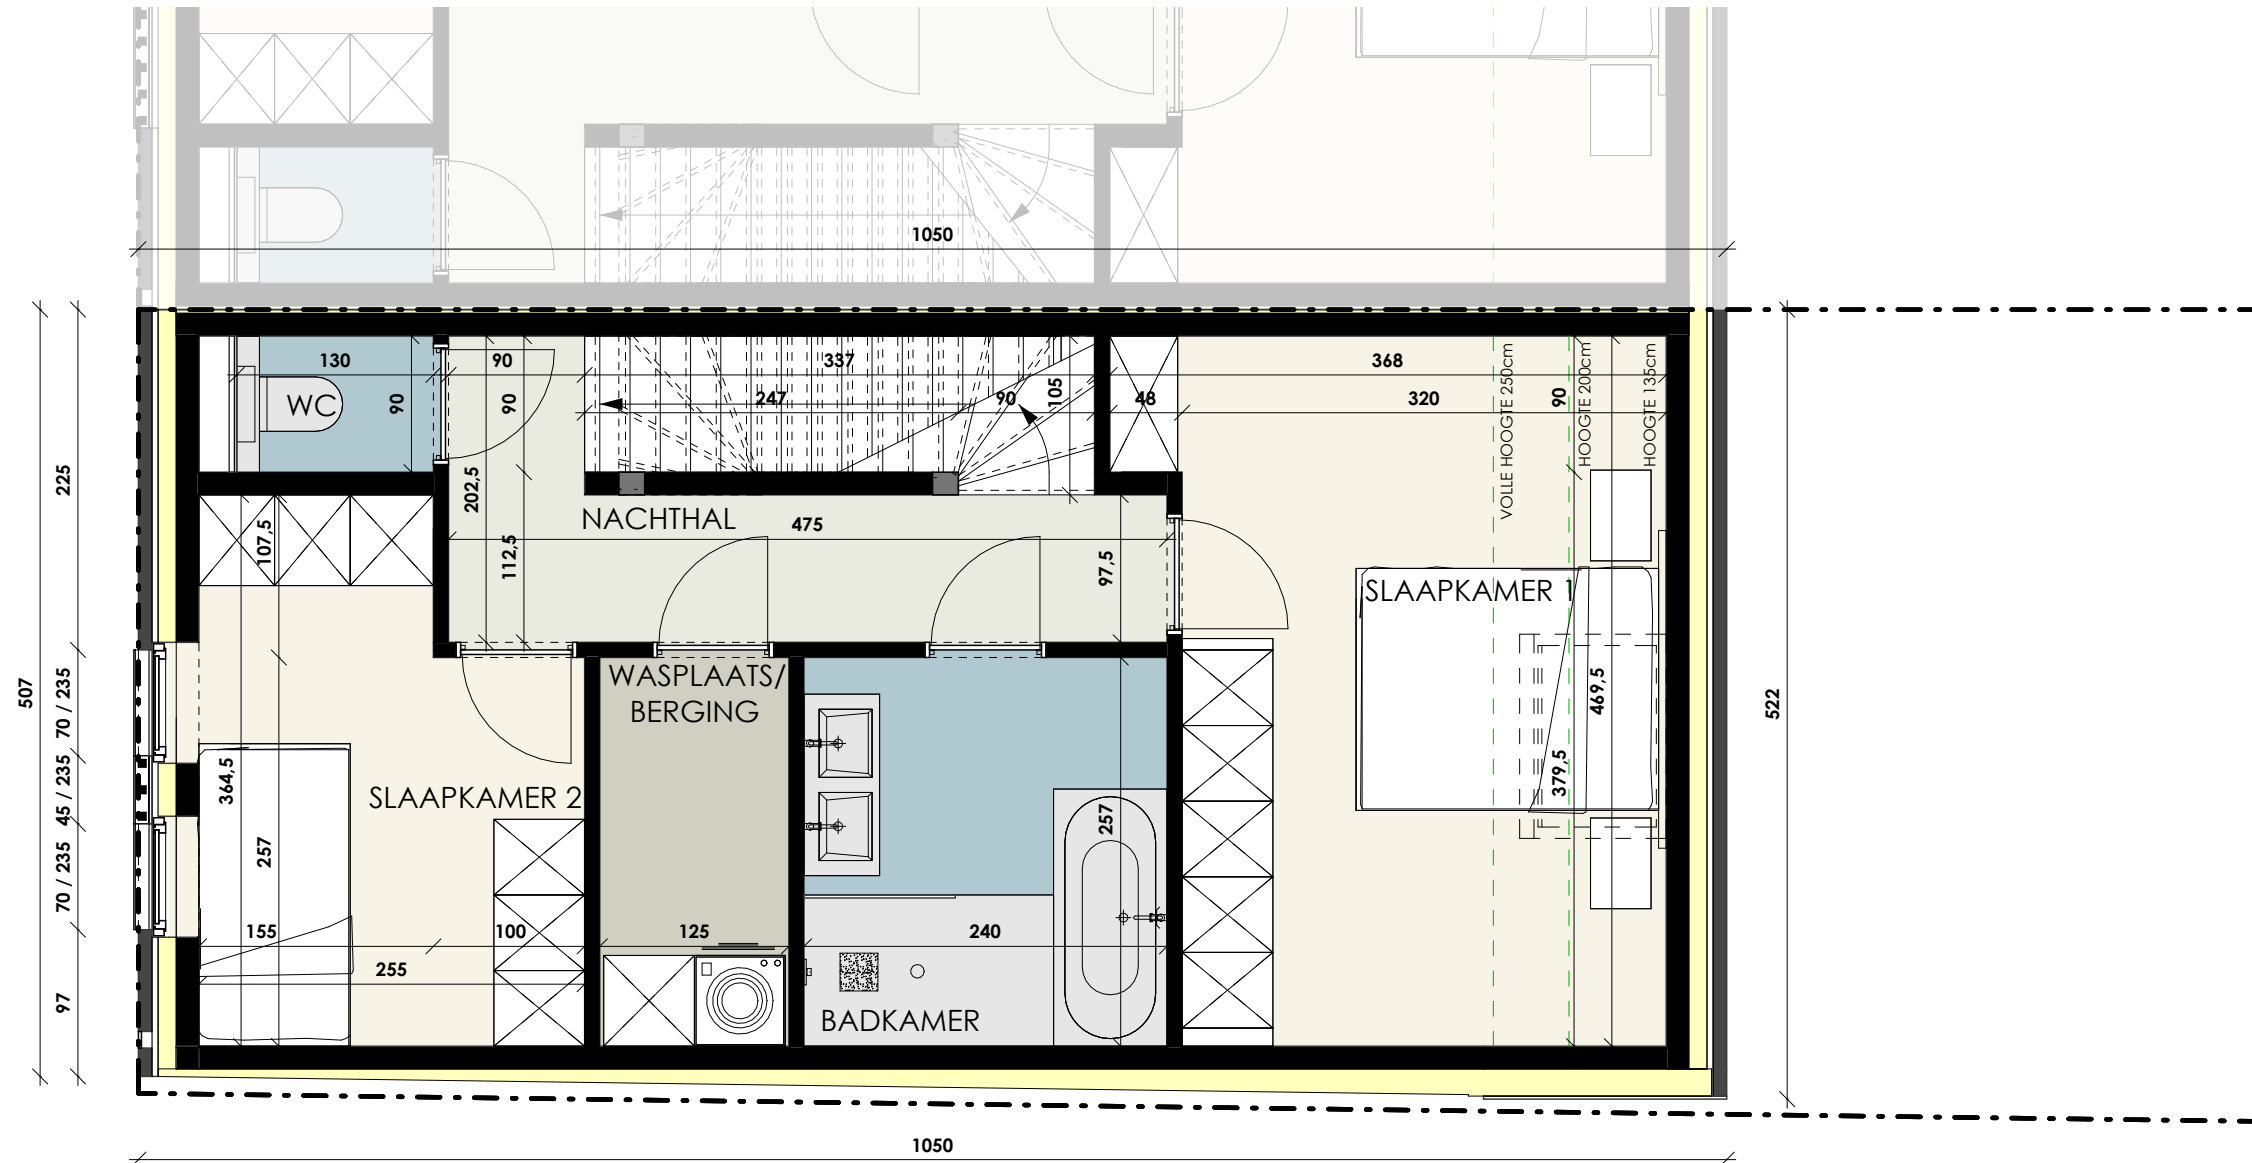 1050
130
90
337
368
WC
90
90
247
90
105
48
320
90
VOLLE HOOGTE 250cm
HOOGTE 200cm
HOOGTE 135cm
225
202,5
NACHTHAL
475
107,5
112,5
97,5
SLAAPKAMER 1
507
70 / 235
WASPLAATS/
BERGING
469,5
522
45 / 235
364,5
SLAAPKAMER 2
379,5
257
257
70 / 235
155
100
125
240
255
97
BADKAMER
1050